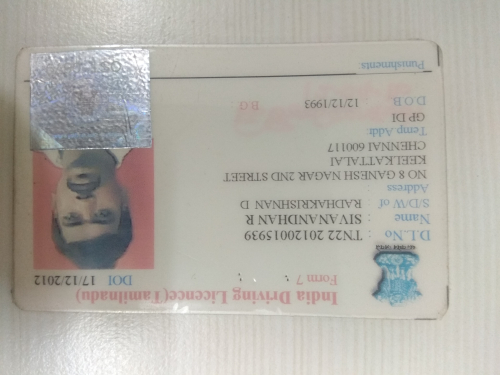 India Driving Licence(Tamilnadu)
Form 7
DOI 17/12/2012
D.L.No : TN22 20120015939
Name : SIVANANDHAN R
S/D/W of : RADHAKRISHNAN D
Address
NO 8 GANESH NAGAR 2ND STREET
KEELKATTALAI
CHENNAI 600117
Temp.Addr.
GP DI
D.O.B 12/12/1993 B.G
Punishments: